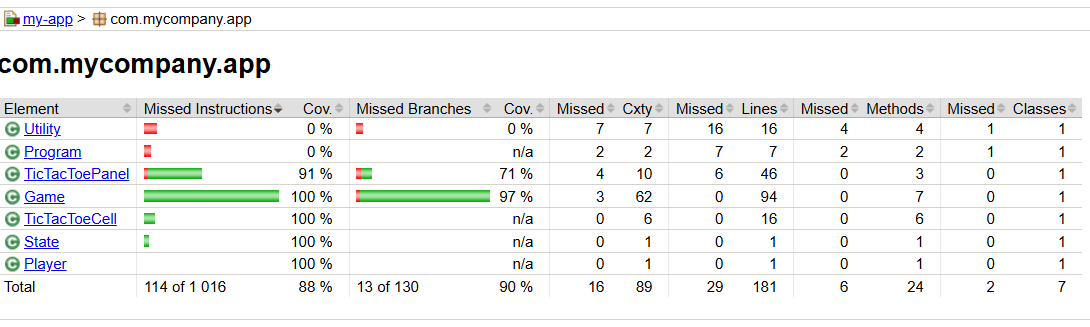 my-app > com.mycompany.app
com.mycompany.app
Element Missed Instructions Cov. Missed Branches Cov. Missed Cxty Missed Lines Missed Methods Missed Classes
Utility 0 % 0 % 7 7 16 16 4 4 1 1
Program 0 % n/a 2 2 7 7 2 2 1 1
TicTacToePanel 91 % 71 % 4 10 6 46 0 3 0 1
Game 100 % 97 % 3 62 0 94 0 7 0 1
TicTacToeCell 100 % n/a 0 6 0 16 0 6 0 1
State 100 % n/a 0 1 0 1 0 1 0 1
Player 100 % n/a 0 1 0 1 0 1 0 1
Total 114 of 1 016 88 % 13 of 130 90 % 16 89 29 181 6 24 2 7